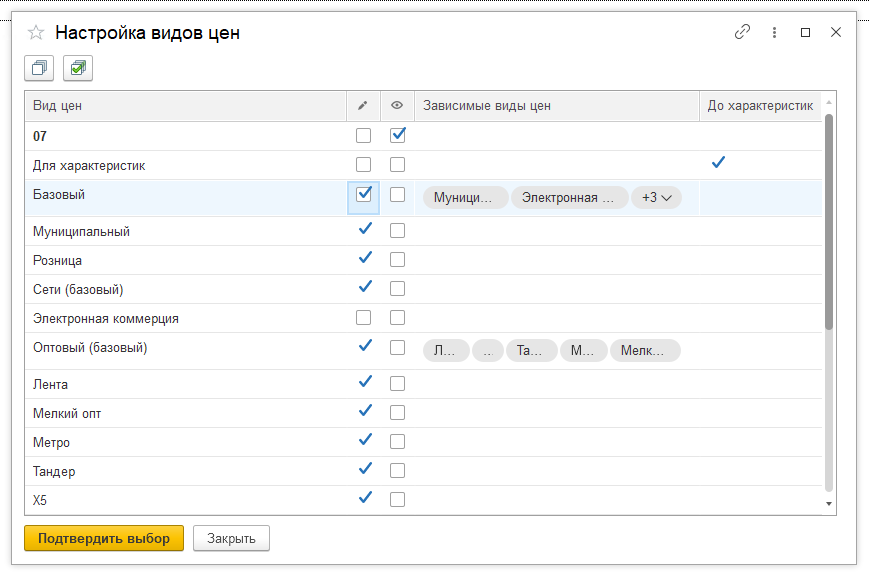 Настройка видов цен
Вид цен Зависимые виды цен До характеристик
07
Для характеристик
Базовый Муници... Электронная ... +3
Муниципальный
Розница
Сети (базовый)
Электронная коммерция
Оптовый (базовый) Л... ... Та... М... Мелк...
Лента
Мелкий опт
Метро
Тандер
X5
Подтвердить выбор Закрыть